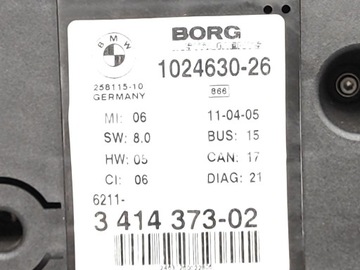 BMW
BORG
1024630-26
258115-10
GERMANY
866
MI: 06
11-04-05
SW: 8.0
BUS: 15
HW: 05
CAN: 17
CI: 06
DIAG: 21
6211-
3 414 373-02